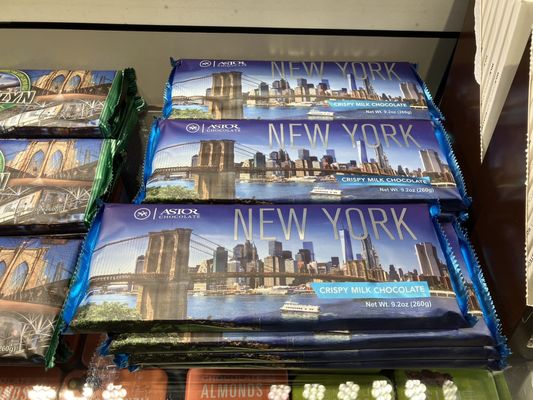 ASTOR
CHOCOLATE
NEW YORK
CRISPY MILK CHOCOLATE
Net Wt. 9.2oz (260g)
ASTOR
CHOCOLATE
NEW YORK
CRISPY MILK CHOCOLATE
Net Wt. 9.2oz (260g)
ASTOR
CHOCOLATE
NEW YORK
CRISPY MILK CHOCOLATE
Net Wt. 9.2oz (260g)
260g)
ALMONDS